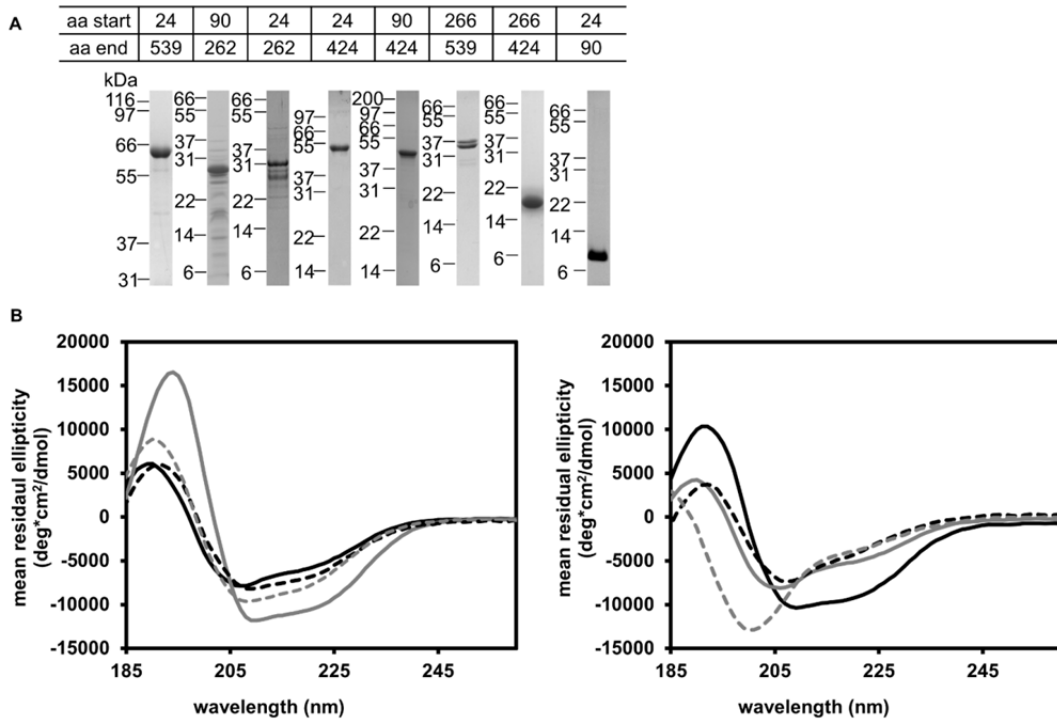 A
aa start 24 90 24 24 90 266 266 24
aa end 539 262 262 424 424 539 424 90
kDa
116 97 66 55 37 31
66 55 37 31 22 14 6
66 55 37 31 22 14 6
97 66 55 37 31 22 14
200 97 66 55 37 31 22 14
66 55 37 31 22 14 6
66 55 37 31 22 14 6
66 55 37 31 22 14 6
B
20000 20000
15000 15000
10000 10000
5000 5000
0 0
-5000 -5000
-10000 -10000
-15000 -15000
mean residaul ellipticity
(deg*cm²/dmol)
mean residual ellipticity
(deg*cm²/dmol)
185 205 225 245 185 205 225 245
wavelength (nm) wavelength (nm)